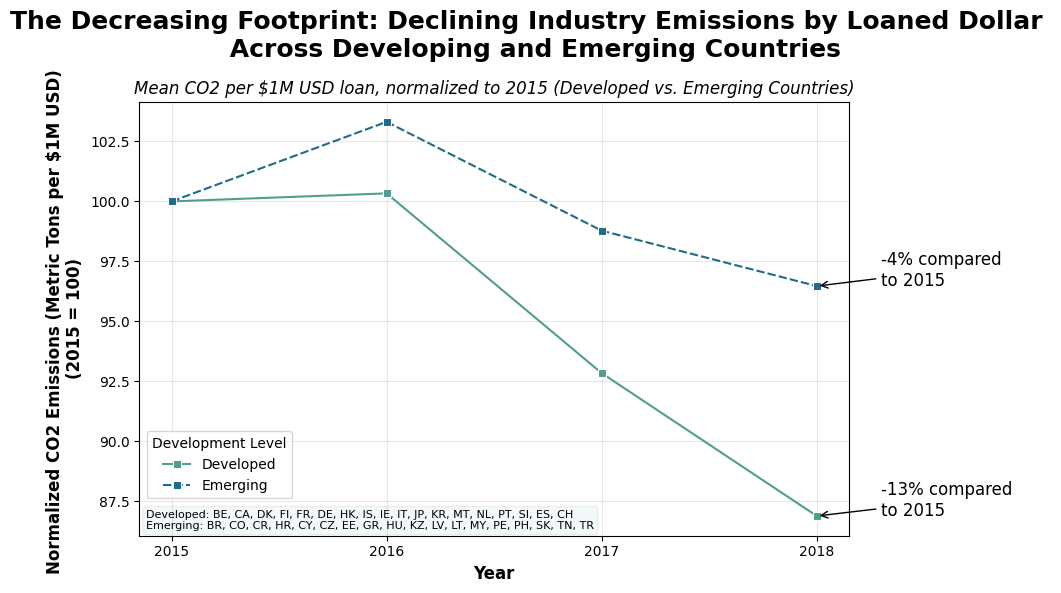 The Decreasing Footprint: Declining Industry Emissions by Loaned Dollar
Across Developing and Emerging Countries
Mean CO2 per $1M USD loan, normalized to 2015 (Developed vs. Emerging Countries)
Normalized CO2 Emissions (Metric Tons per $1M USD)
(2015 = 100)
102.5
100.0
97.5
95.0
92.5
90.0
87.5
-4% compared
to 2015
-13% compared
to 2015
Development Level
Developed
Emerging
Developed: BE, CA, DK, FI, FR, DE, HK, IS, IE, IT, JP, KR, MT, NL, PT, SI, ES, CH
Emerging: BR, CO, CR, HR, CY, CZ, EE, GR, HU, KZ, LV, LT, MY, PE, PH, SK, TN, TR
2015
2016
2017
2018
Year